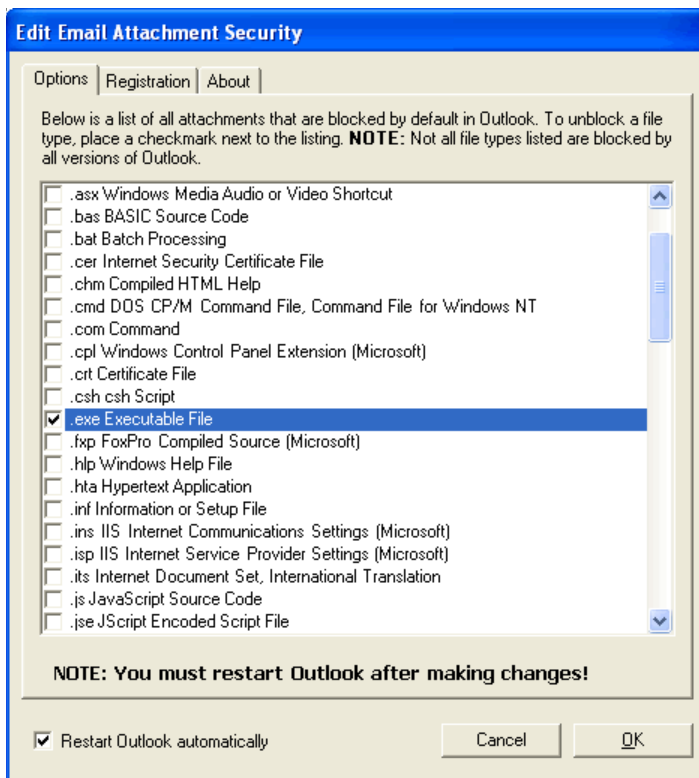 Edit Email Attachment Security
Options Registration About
Below is a list of all attachments that are blocked by default in Outlook. To unblock a file
type, place a checkmark next to the listing. NOTE: Not all file types listed are blocked by
all versions of Outlook.
.asx Windows Media Audio or Video Shortcut
.bas BASIC Source Code
.bat Batch Processing
.cer Internet Security Certificate File
.chm Compiled HTML Help
.cmd DOS CP/M Command File, Command File for Windows NT
.com Command
.cpl Windows Control Panel Extension (Microsoft)
.crt Certificate File
.csh csh Script
.exe Executable File
.fxp FoxPro Compiled Source (Microsoft)
.hlp Windows Help File
.hta Hypertext Application
.inf Information or Setup File
.ins IIS Internet Communications Settings (Microsoft)
.isp IIS Internet Service Provider Settings (Microsoft)
.its Internet Document Set, International Translation
.js JavaScript Source Code
.jse JScript Encoded Script File
NOTE: You must restart Outlook after making changes!
Restart Outlook automatically Cancel OK